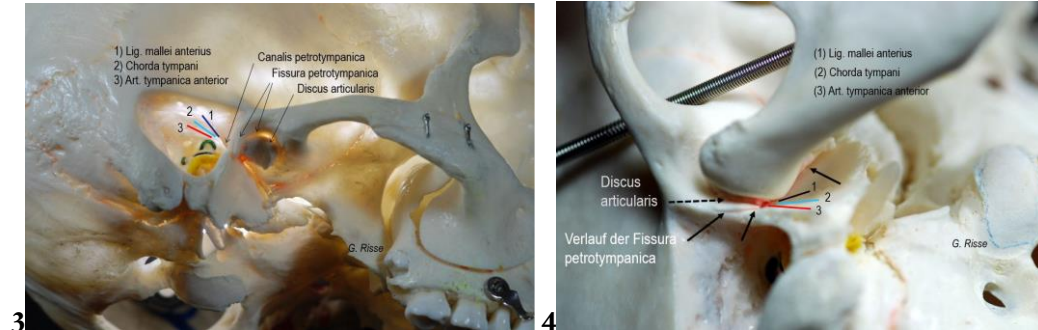 1) Lig. mallei anterius
2) Chorda tympani
3) Art. tympanica anterior
Canalis petrotympanica
Fissura petrotympanica
Discus articularis
2
1
3
G. Risse
3
(1) Lig. mallei anterius
(2) Chorda tympani
(3) Art. tympanica anterior
Discus
articularis
1
2
3
Verlauf der Fissura
petrotympanica
G. Risse
4